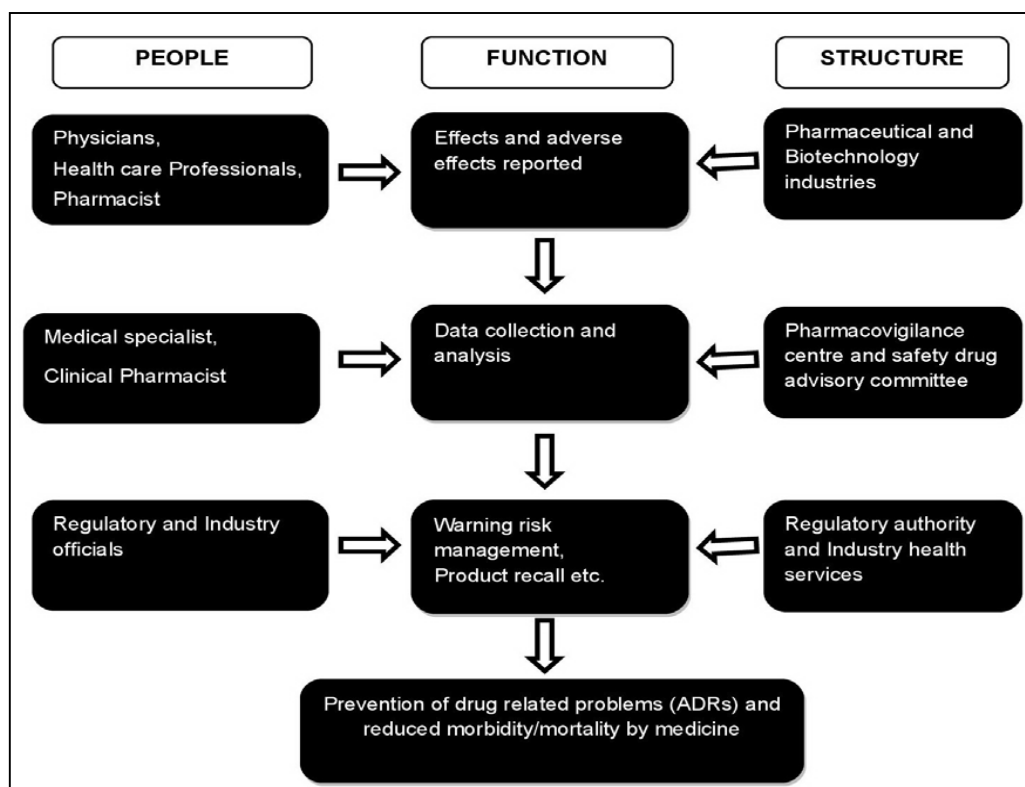 PEOPLE
FUNCTION
STRUCTURE
Physicians,
Health care Professionals,
Pharmacist
Effects and adverse
effects reported
Pharmaceutical and
Biotechnology
industries
Medical specialist,
Clinical Pharmacist
Data collection and
analysis
Pharmacovigilance
centre and safety drug
advisory committee
Regulatory and Industry
officials
Warning risk
management,
Product recall etc.
Regulatory authority
and Industry health
services
Prevention of drug related problems (ADRs) and
reduced morbidity/mortality by medicine